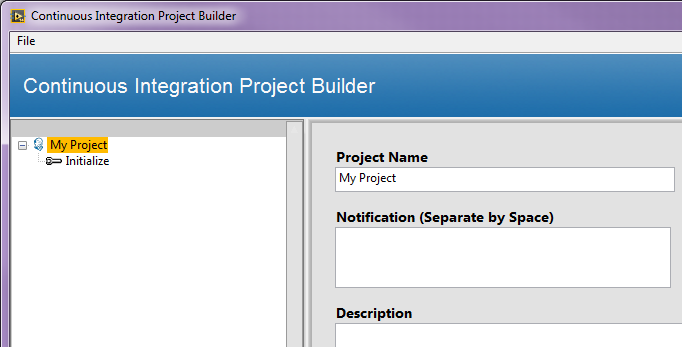 Continuous Integration Project Builder
File
Continuous Integration Project Builder
My Project
Initialize
Project Name
My Project
Notification (Separate by Space)
Description